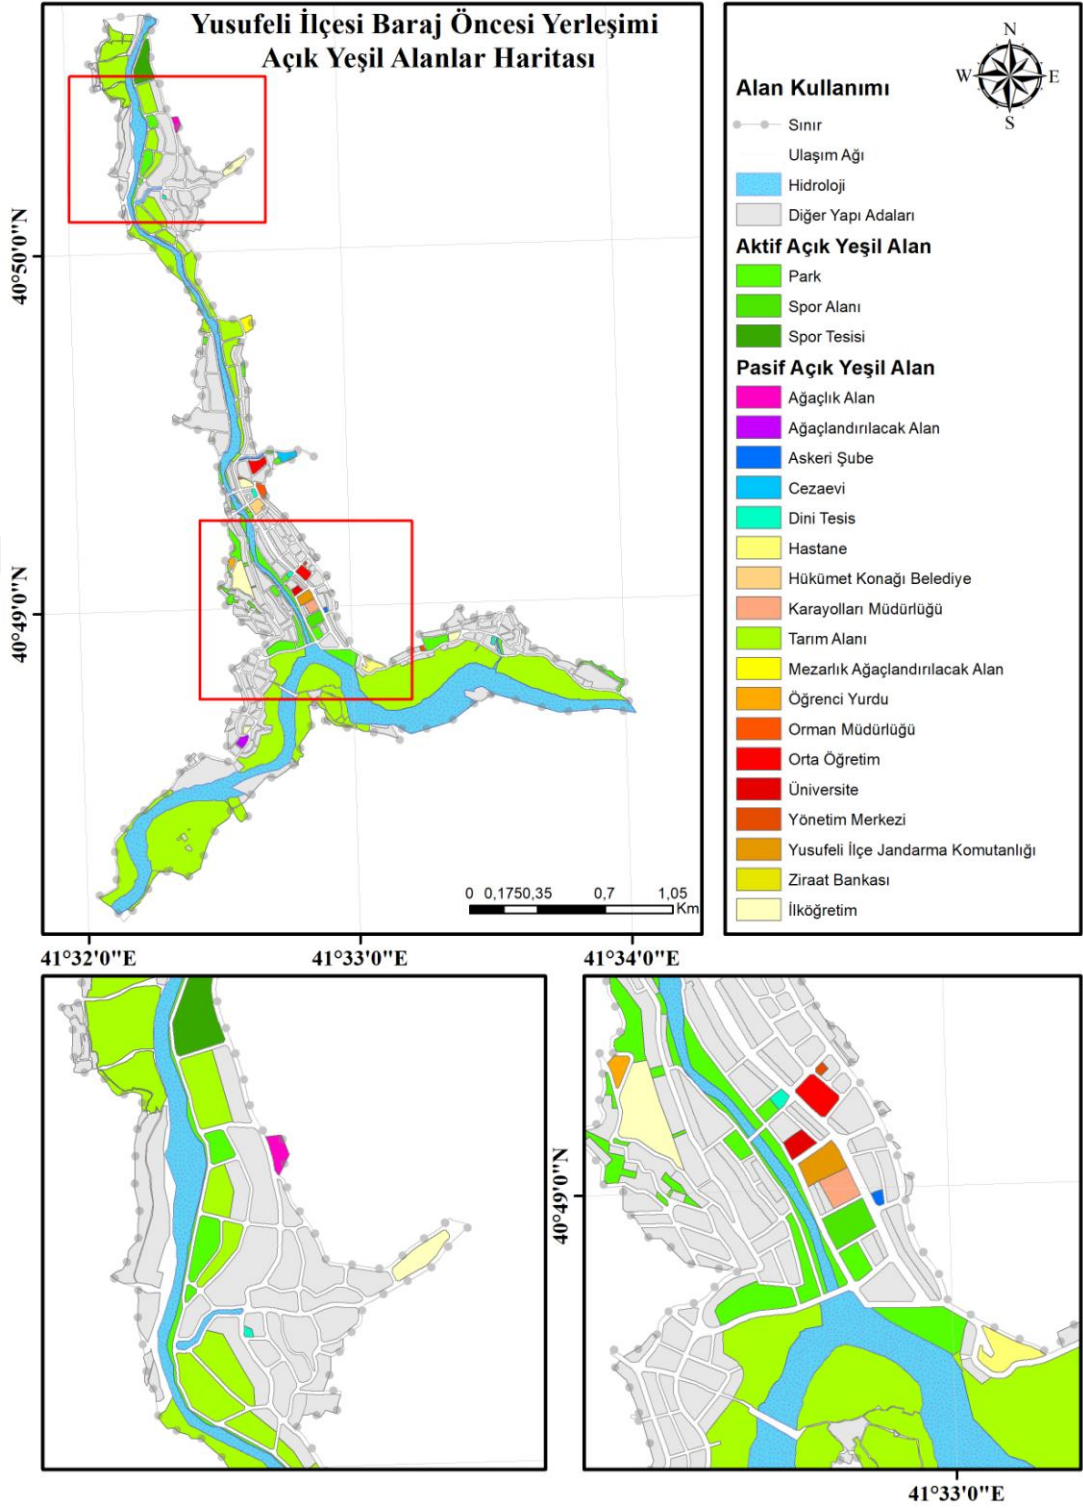 Yusufeli İlçesi Baraj Öncesi Yerleşimi
Açık Yeşil Alanlar Haritası
N
W E
S
Alan Kullanımı
Sınır
Ulaşım Ağı
Hidroloji
Diğer Yapı Adaları
Aktif Açık Yeşil Alan
Park
Spor Alanı
Spor Tesisi
Pasif Açık Yeşil Alan
Ağaçlık Alan
Ağaçlandırılacak Alan
Askeri Şube
Cezaevi
Dini Tesis
Hastane
Hükümet Konağı Belediye
Karayolları Müdürlüğü
Tarım Alanı
Mezarlık Ağaçlandırılacak Alan
Öğrenci Yurdu
Orman Müdürlüğü
Orta Öğretim
Üniversite
Yönetim Merkezi
Yusufeli İlçe Jandarma Komutanlığı
Ziraat Bankası
İlköğretim
40°50'0"N
40°49'0"N
0 0,1750,35 0,7 1,05
Km
41°32'0"E 41°33'0"E 41°34'0"E
40°49'0"N
41°33'0"E